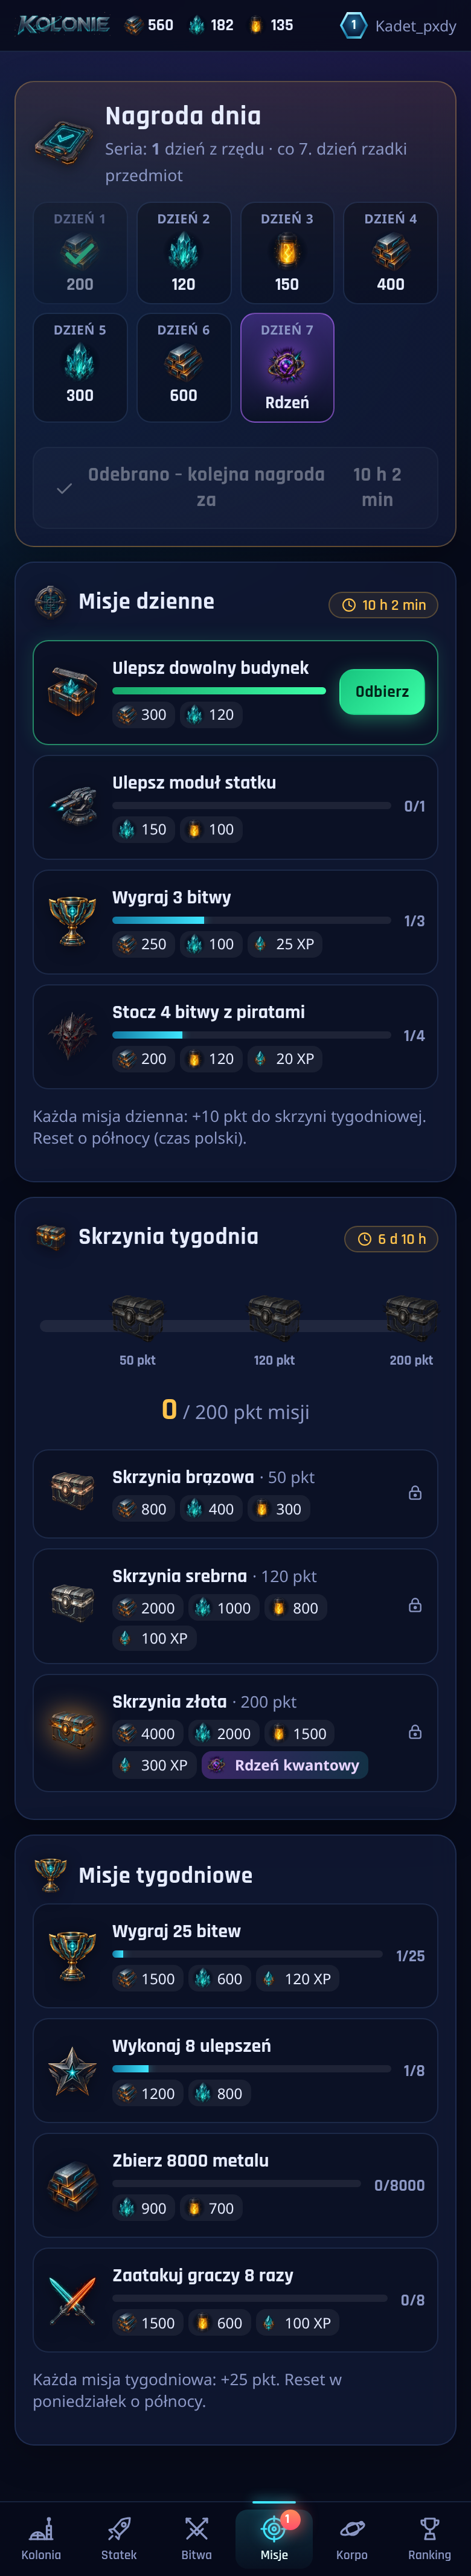 KOLONIE 560 182 135 1 Kadet_pxdy
Nagroda dnia
Seria: 1 dzień z rzędu · co 7. dzień rzadki
przedmiot
DZIEŃ 1 DZIEŃ 2 DZIEŃ 3 DZIEŃ 4
200 120 150 400
DZIEŃ 5 DZIEŃ 6 DZIEŃ 7
300 600 Rdzeń
Odebrano – kolejna nagroda za 10 h 2 min
Misje dzienne 10 h 2 min
Ulepsz dowolny budynek
300 120
Odbierz
Ulepsz moduł statku
0/1
150 100
Wygraj 3 bitwy
1/3
250 100 25 XP
Stocz 4 bitwy z piratami
1/4
200 120 20 XP
Każda misja dzienna: +10 pkt do skrzyni tygodniowej.
Reset o północy (czas polski).
Skrzynia tygodnia 6 d 10 h
50 pkt 120 pkt 200 pkt
0 / 200 pkt misji
Skrzynia brązowa · 50 pkt
800 400 300
Skrzynia srebrna · 120 pkt
2000 1000 800
100 XP
Skrzynia złota · 200 pkt
4000 2000 1500
300 XP Rdzeń kwantowy
Misje tygodniowe
Wygraj 25 bitew
1/25
1500 600 120 XP
Wykonaj 8 ulepszeń
1/8
1200 800
Zbierz 8000 metalu
0/8000
900 700
Zaatakuj graczy 8 razy
0/8
1500 600 100 XP
Każda misja tygodniowa: +25 pkt. Reset w
poniedziałek o północy.
1
Kolonia Statek Bitwa Misje Korpo Ranking